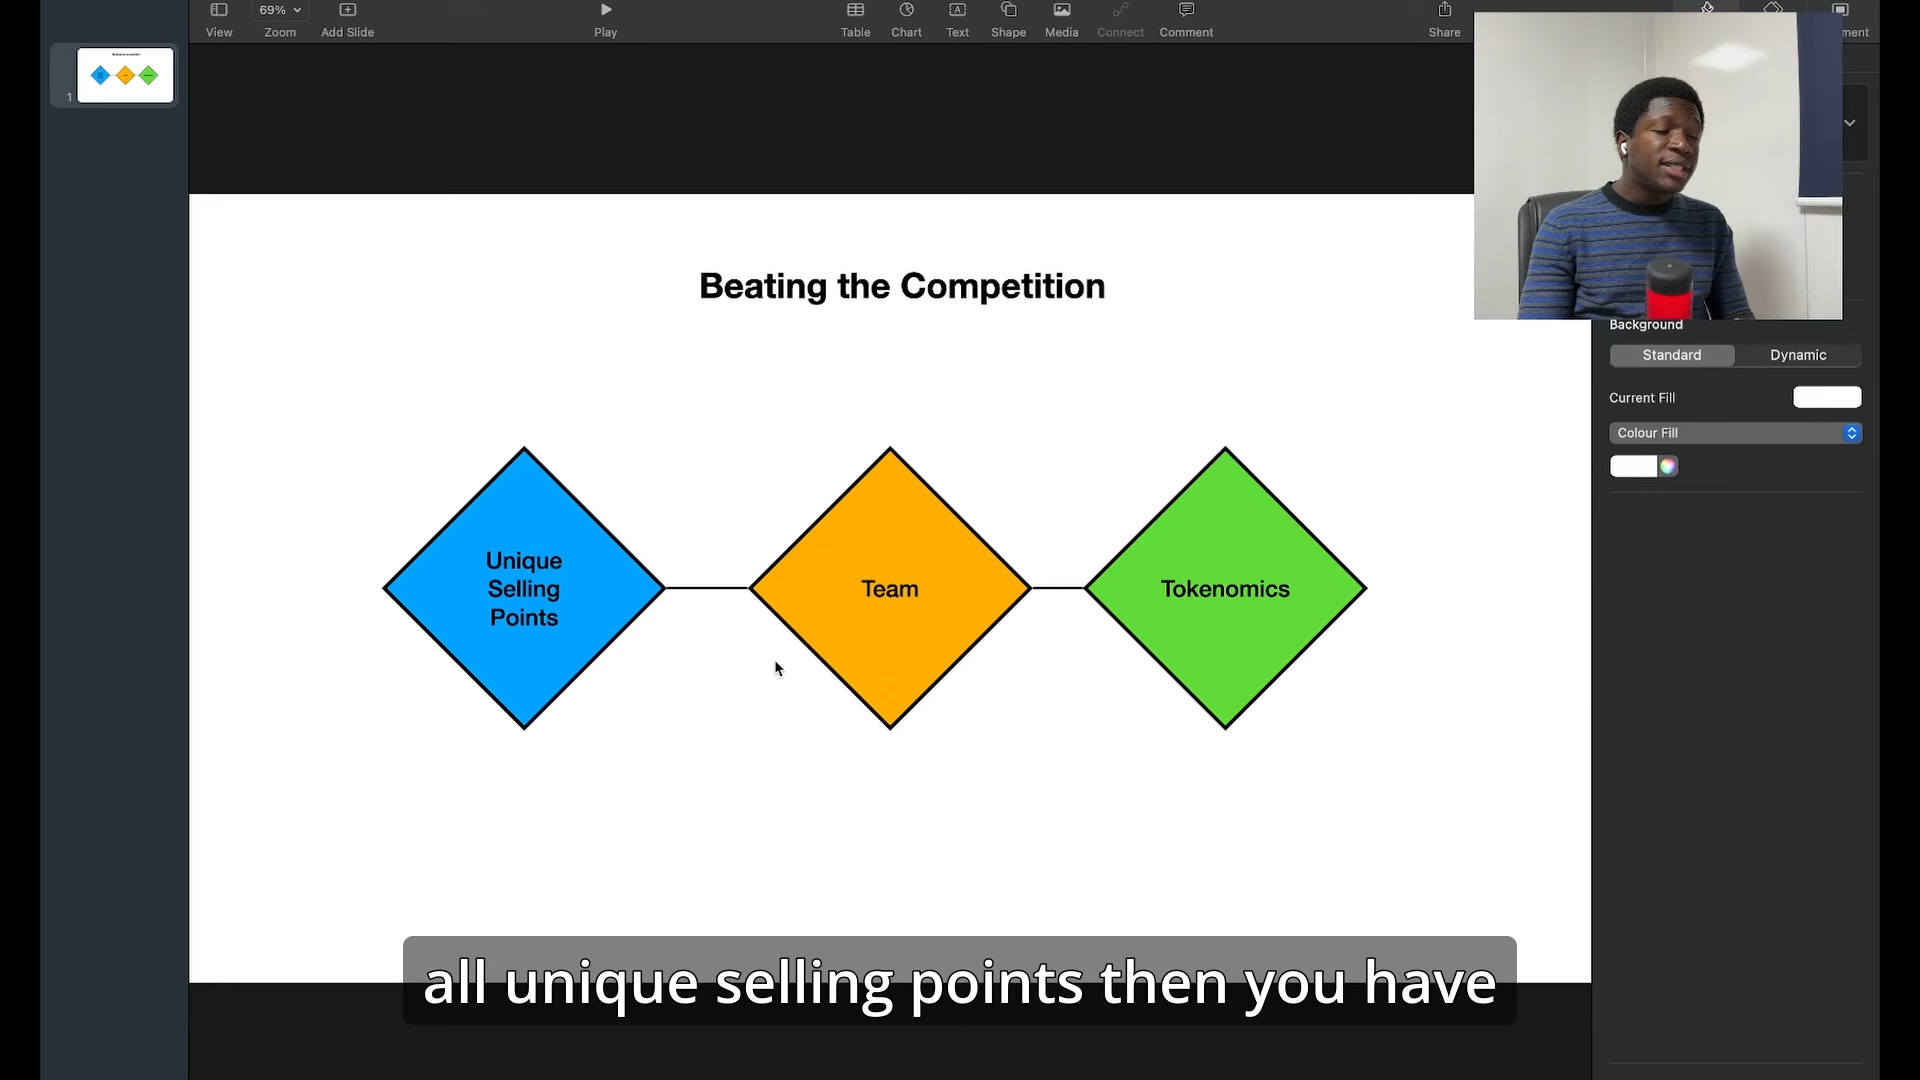 69%
View
Zoom
Add Slide
Play
Table
Chart
Text
Shape
Media
Connect
Comment
Share
ment
1
Beating the Competition
Unique
Selling
Points
Team
Tokenomics
Background
Standard
Dynamic
Current Fill
Colour Fill
all unique selling points then you have